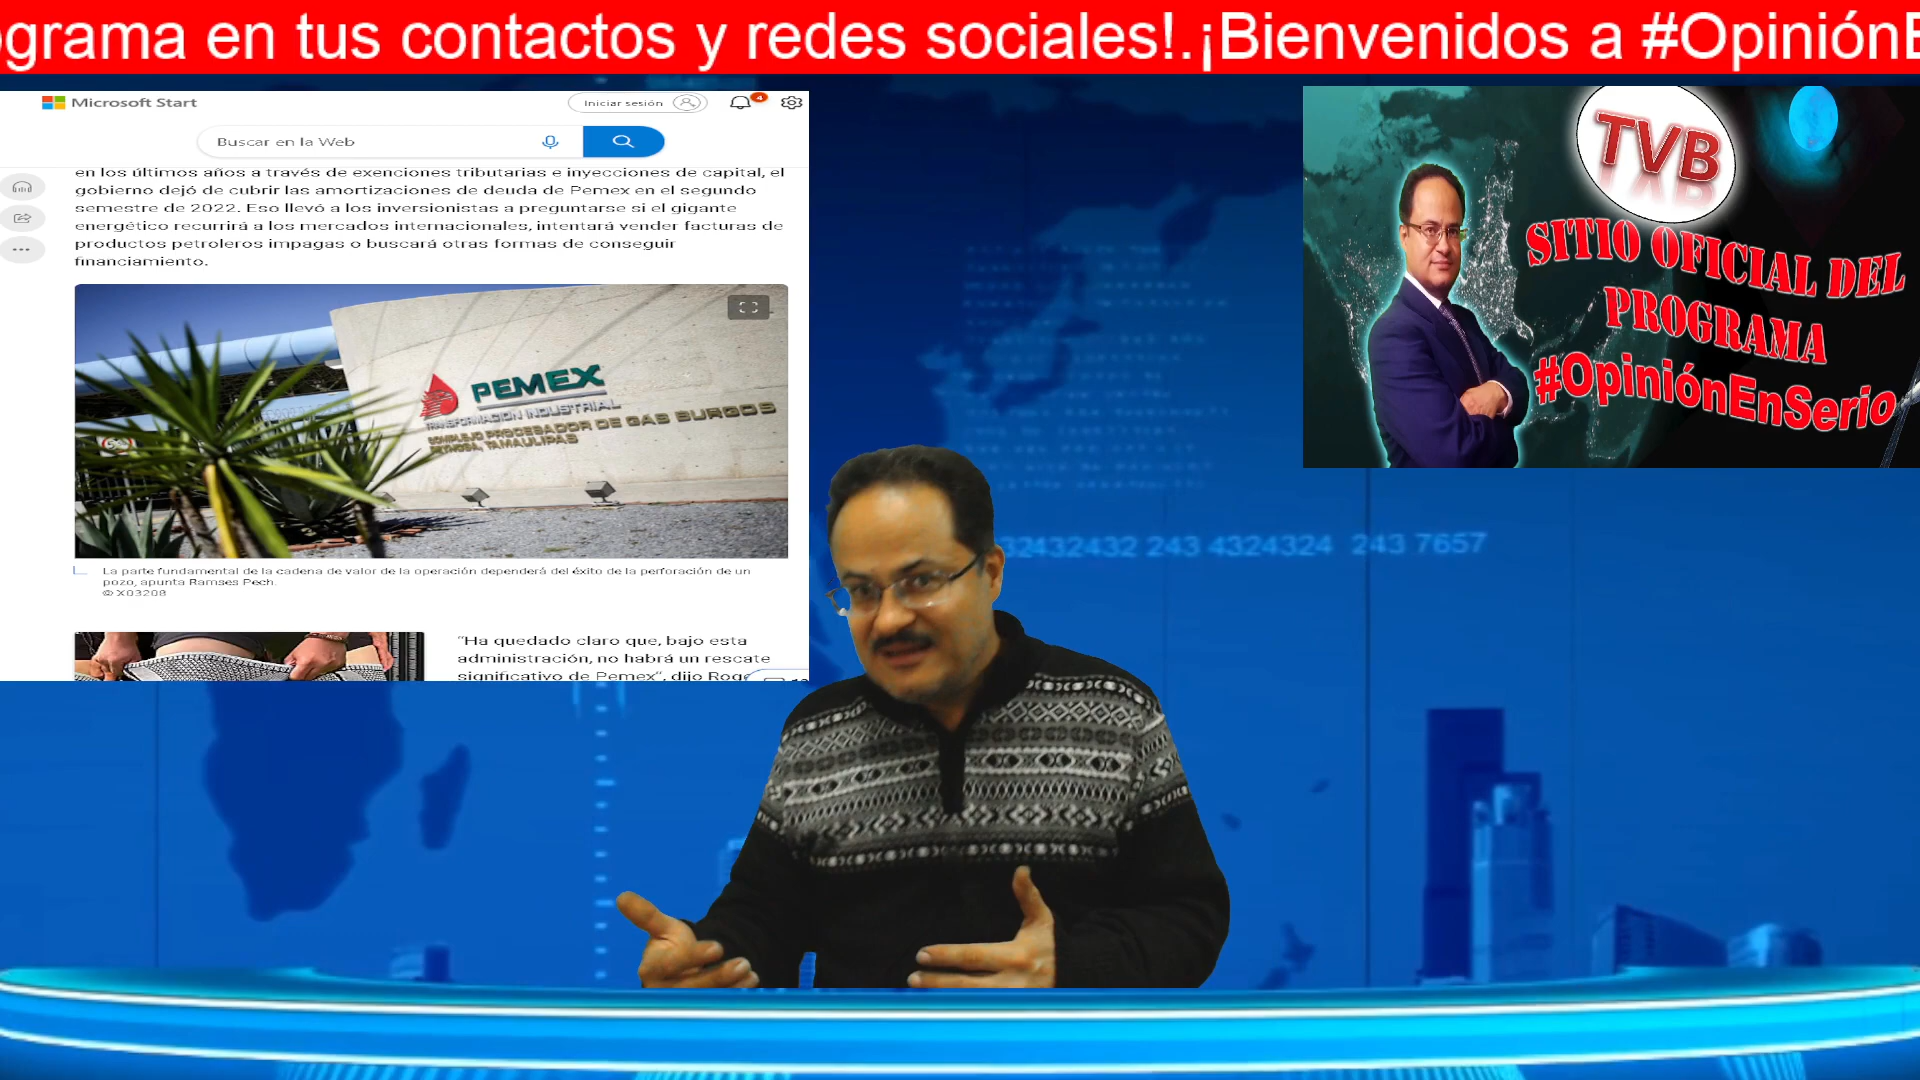 grama en tus contactos y redes sociales!.¡Bienvenidos a #OpiniónE
Microsoft Start
Iniciar sesión
4
Buscar en la Web
en los últimos años a través de exenciones tributarias e inyecciones de capital, el
gobierno dejó de cubrir las amortizaciones de deuda de Pemex en el segundo
semestre de 2022. Eso llevó a los inversionistas a preguntarse si el gigante
energético recurrirá a los mercados internacionales, intentará vender facturas de
productos petroleros impagas o buscará otras formas de conseguir
financiamiento.
PEMEX
TRANSFORMACIÓN INDUSTRIAL
COMPLEJO PROCESADOR DE GAS BURGOS
REYNOSA, TAMAULIPAS
La parte fundamental de la cadena de valor de la operación dependerá del éxito de la perforación de un
pozo, apunta Ramses Pech.
© X03208
“Ha quedado claro que, bajo esta
administración, no habrá un rescate
significativo de Pemex”, dijo Roge
TVB
SITIO OFICIAL DEL
PROGRAMA
#OpiniónEnSerio
32432432 243 4324324 243 7657